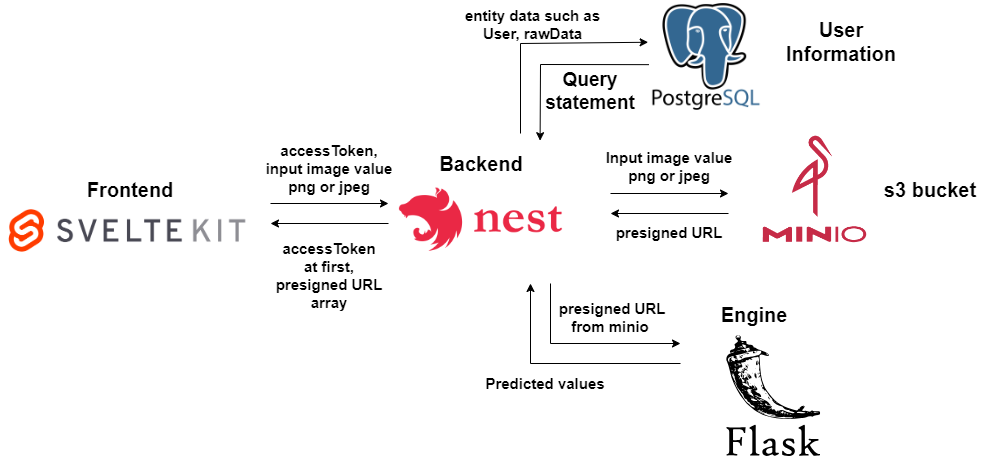 entity data such as
User, rawData
User
Information
Query
statement
PostgreSQL
accessToken,
input image value
png or jpeg
Backend
Input image value
png or jpeg
Frontend
s3 bucket
SVELTEKIT
nest
presigned URL
MINIO
accessToken
at first,
presigned URL
array
presigned URL
from minio
Engine
Predicted values
Flask